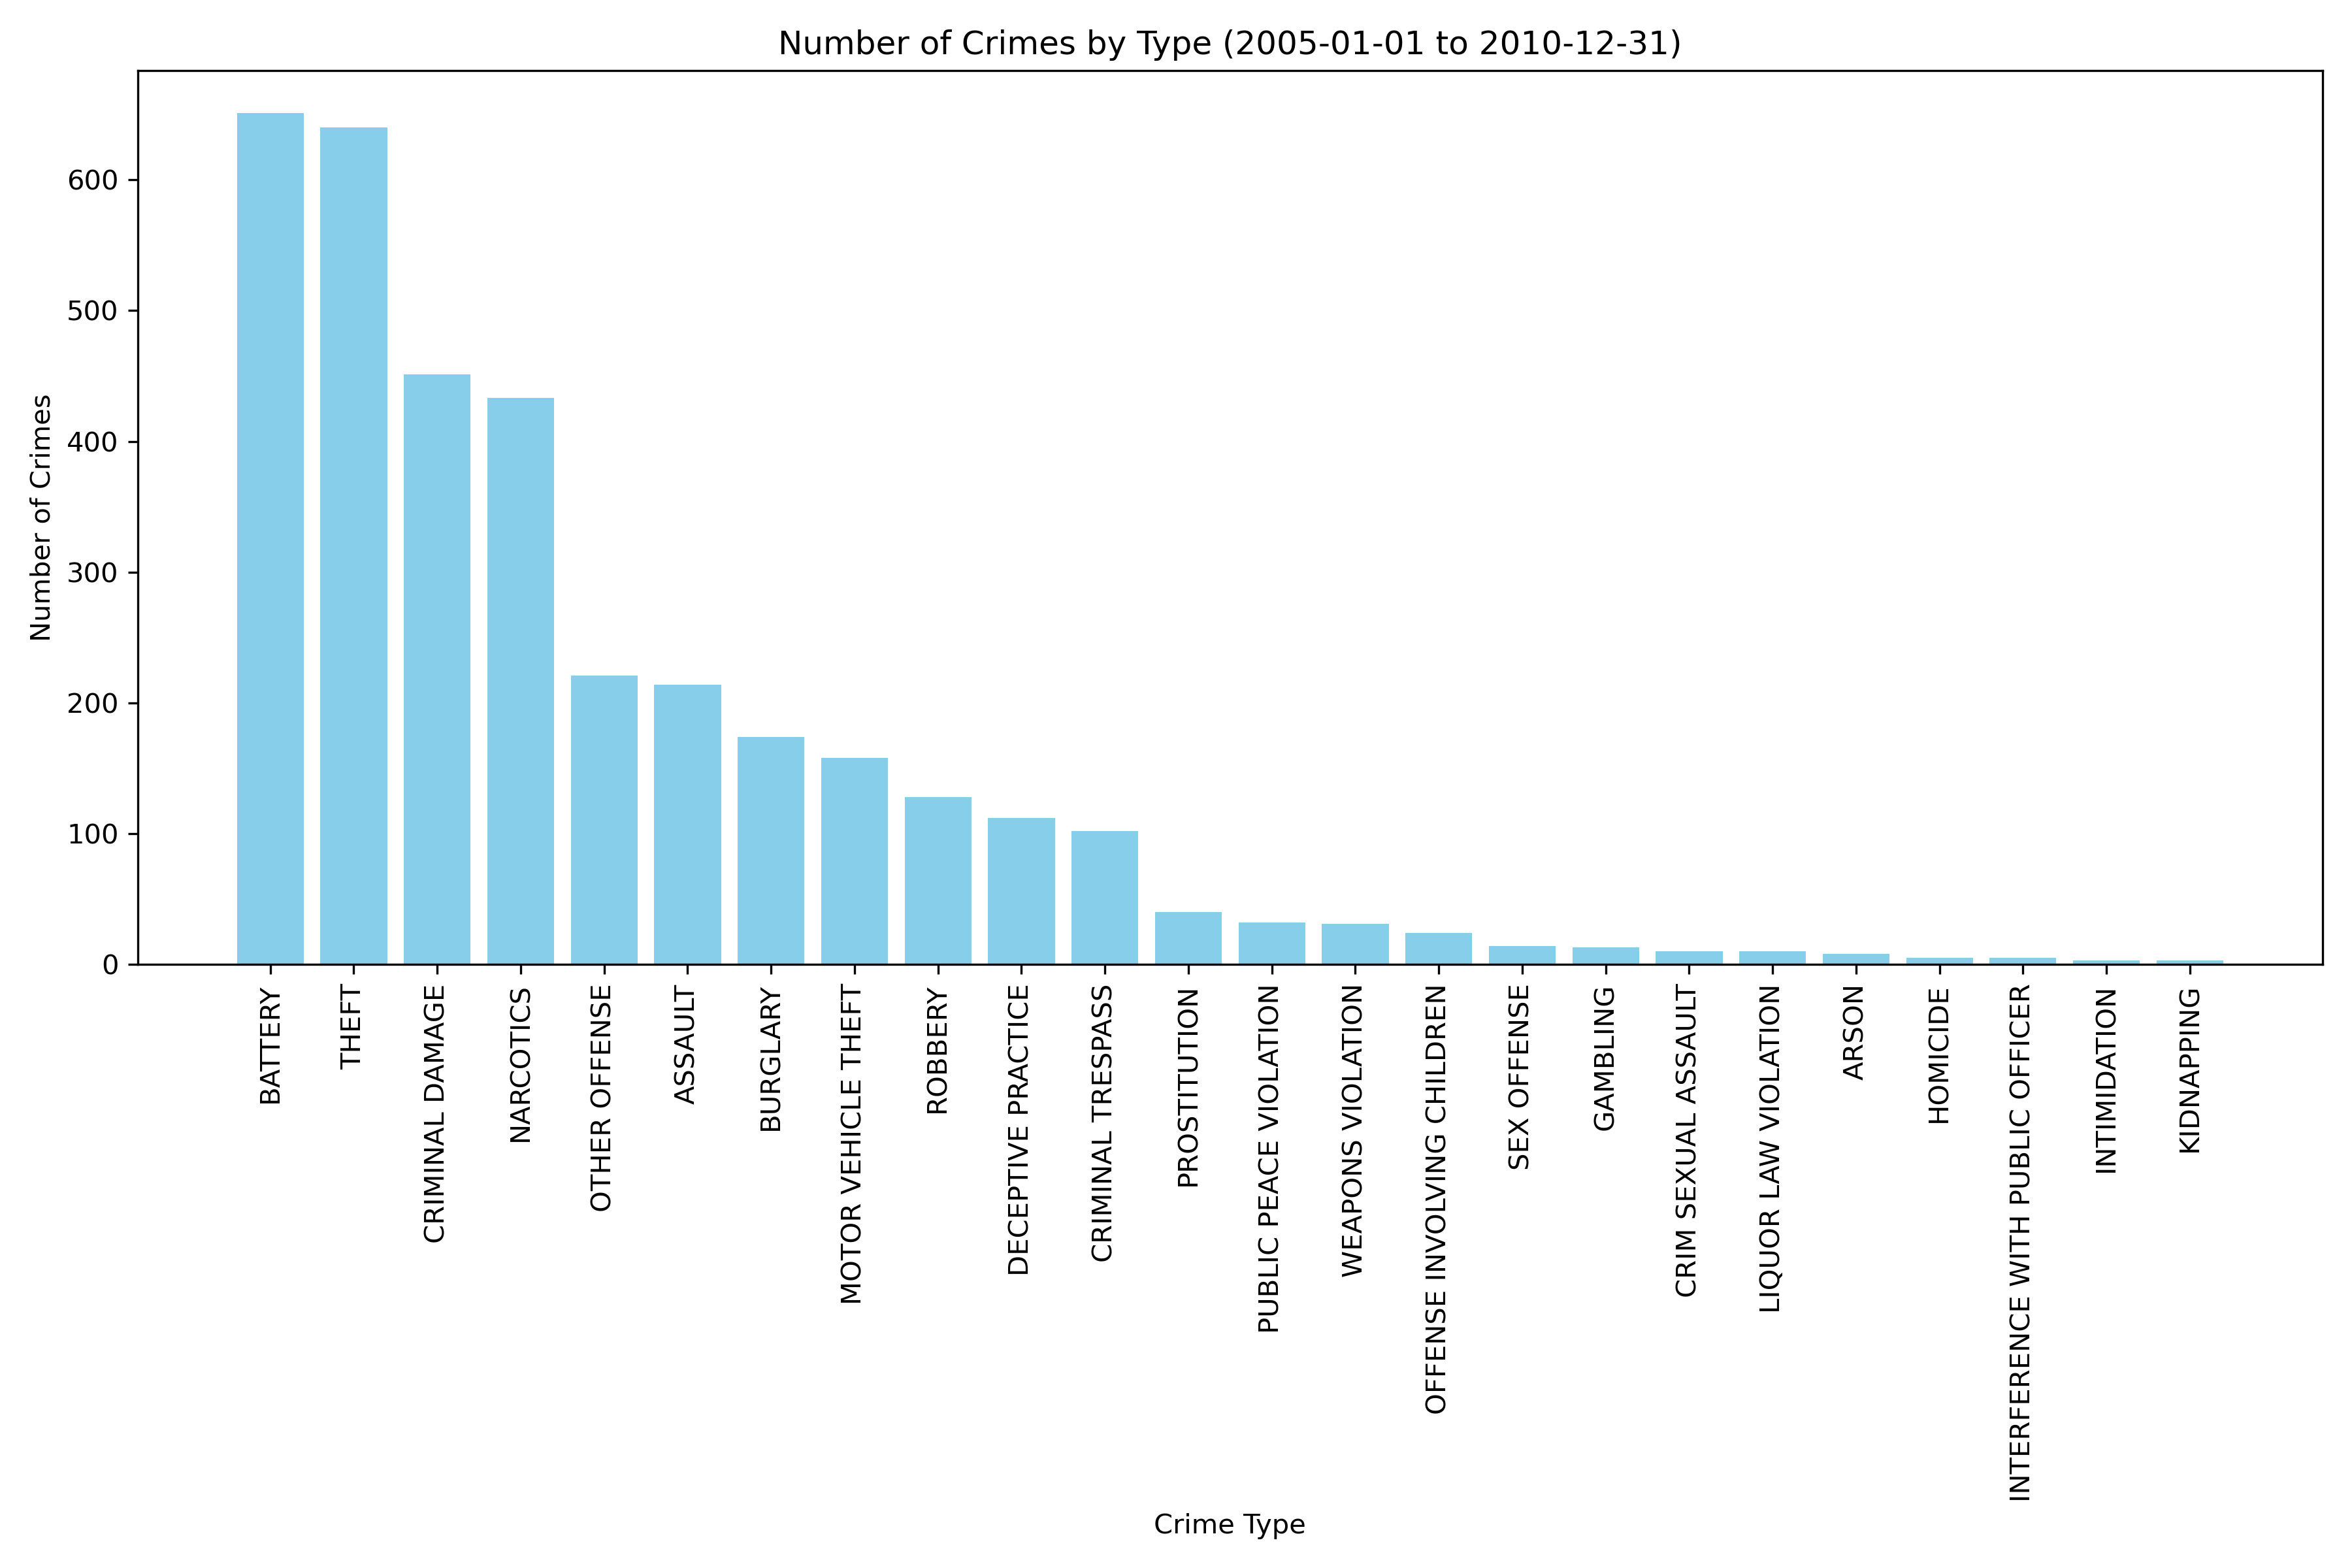 Number of Crimes by Type (2005-01-01 to 2010-12-31)
Number of Crimes
600
500
400
300
200
100
0
BATTERY
THEFT
CRIMINAL DAMAGE
NARCOTICS
OTHER OFFENSE
ASSAULT
BURGLARY
MOTOR VEHICLE THEFT
ROBBERY
DECEPTIVE PRACTICE
CRIMINAL TRESPASS
PROSTITUTION
PUBLIC PEACE VIOLATION
WEAPONS VIOLATION
OFFENSE INVOLVING CHILDREN
SEX OFFENSE
GAMBLING
CRIM SEXUAL ASSAULT
LIQUOR LAW VIOLATION
ARSON
HOMICIDE
INTERFERENCE WITH PUBLIC OFFICER
INTIMIDATION
KIDNAPPING
Crime Type